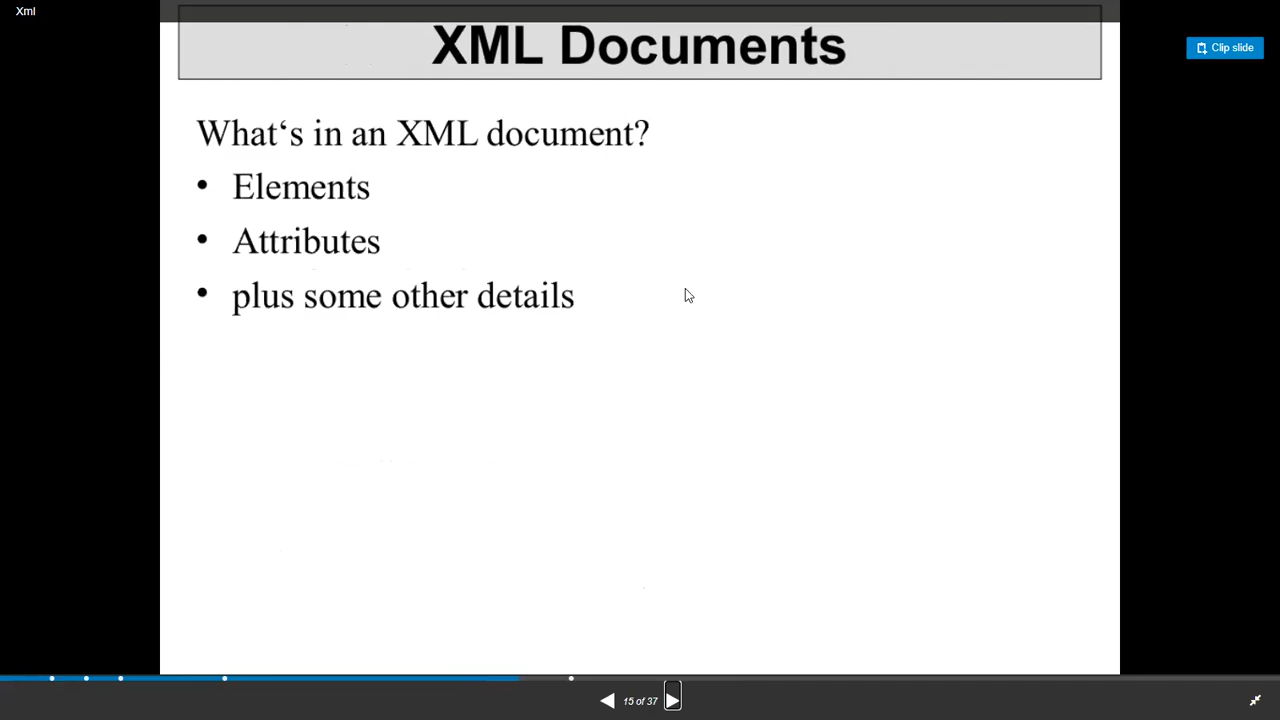 Xml
XML Documents
Clip slide
What‘s in an XML document?
• Elements
• Attributes
• plus some other details
15 of 37